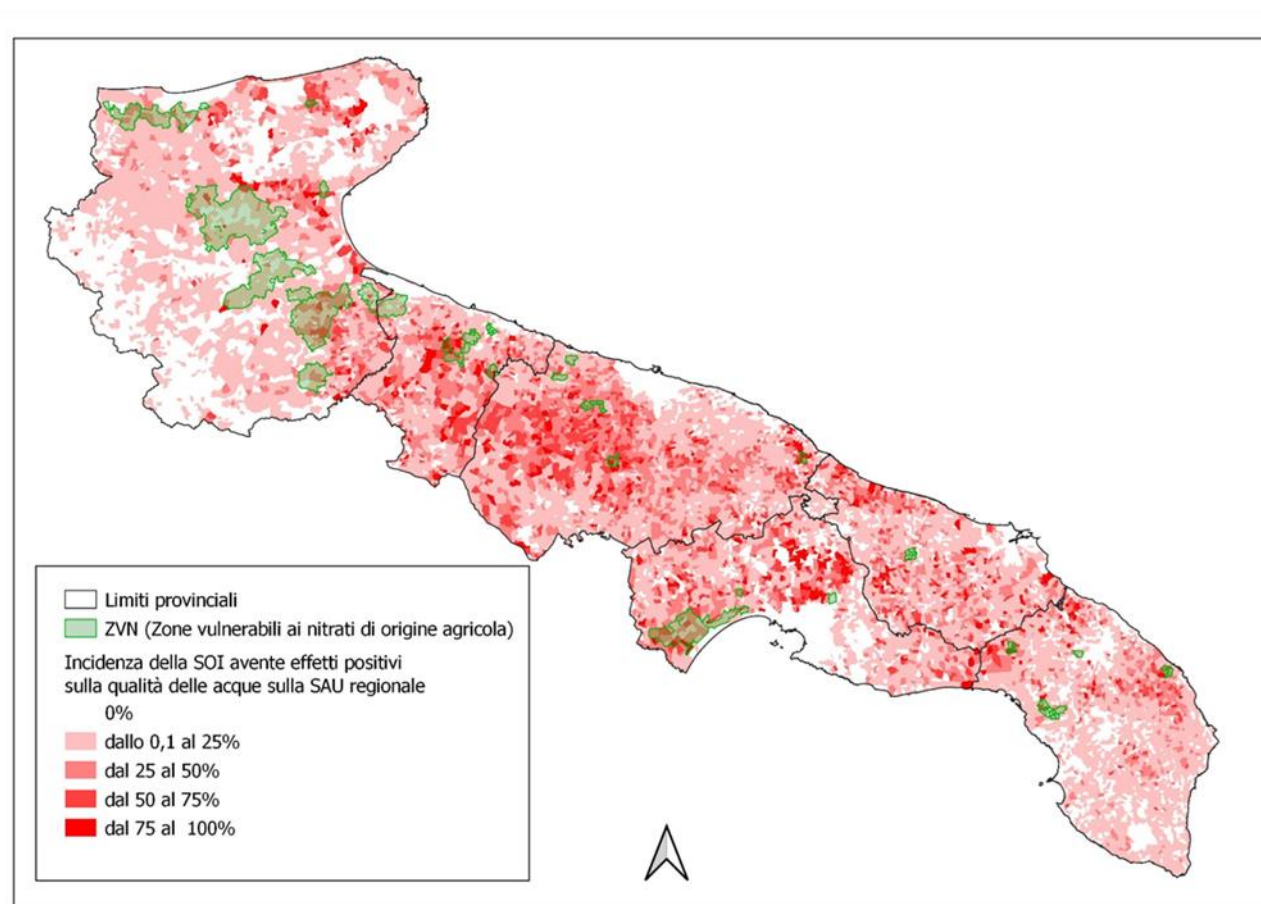 Limiti provinciali
ZVN (Zone vulnerabili ai nitrati di origine agricola)
Incidenza della SOI avente effetti positivi
sulla qualità delle acque sulla SAU regionale
0%
dallo 0,1 al 25%
dal 25 al 50%
dal 50 al 75%
dal 75 al 100%